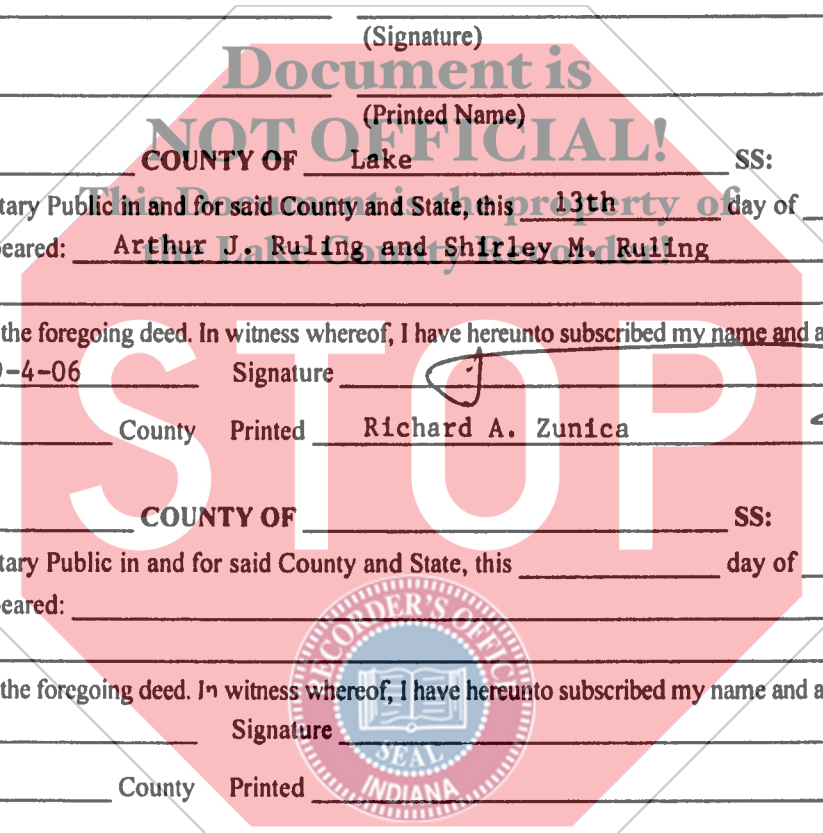 (Signature)
Document is
(Printed Name)
NOT OFFICIAL!
COUNTY OF Lake SS:
tary Public in and for said County and State, this 13th day of
This Document is the property of
eared: Arthur J. Ruling and Shirley M. Ruling
the Lake County Recorder!
the foregoing deed. In witness whereof, I have hereunto subscribed my name and a
-4-06 Signature
County Printed Richard A. Zunica
STOP
COUNTY OF SS:
tary Public in and for said County and State, this day of
eared:
RECORDER'S OFFICE
the foregoing deed. In witness whereof, I have hereunto subscribed my name and a
Signature
SEAL
County Printed
INDIANA